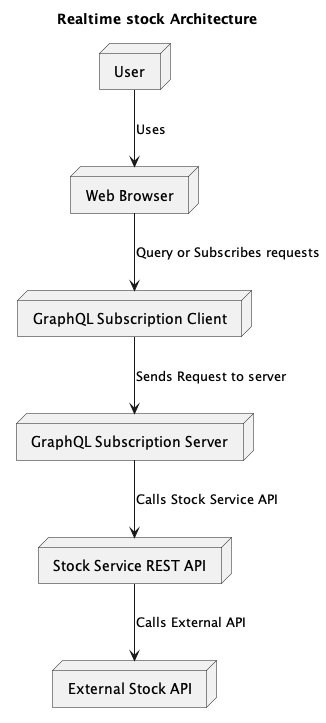 Realtime stock Architecture
User
Uses
Web Browser
Query or Subscribes requests
GraphQL Subscription Client
Sends Request to server
GraphQL Subscription Server
Calls Stock Service API
Stock Service REST API
Calls External API
External Stock API